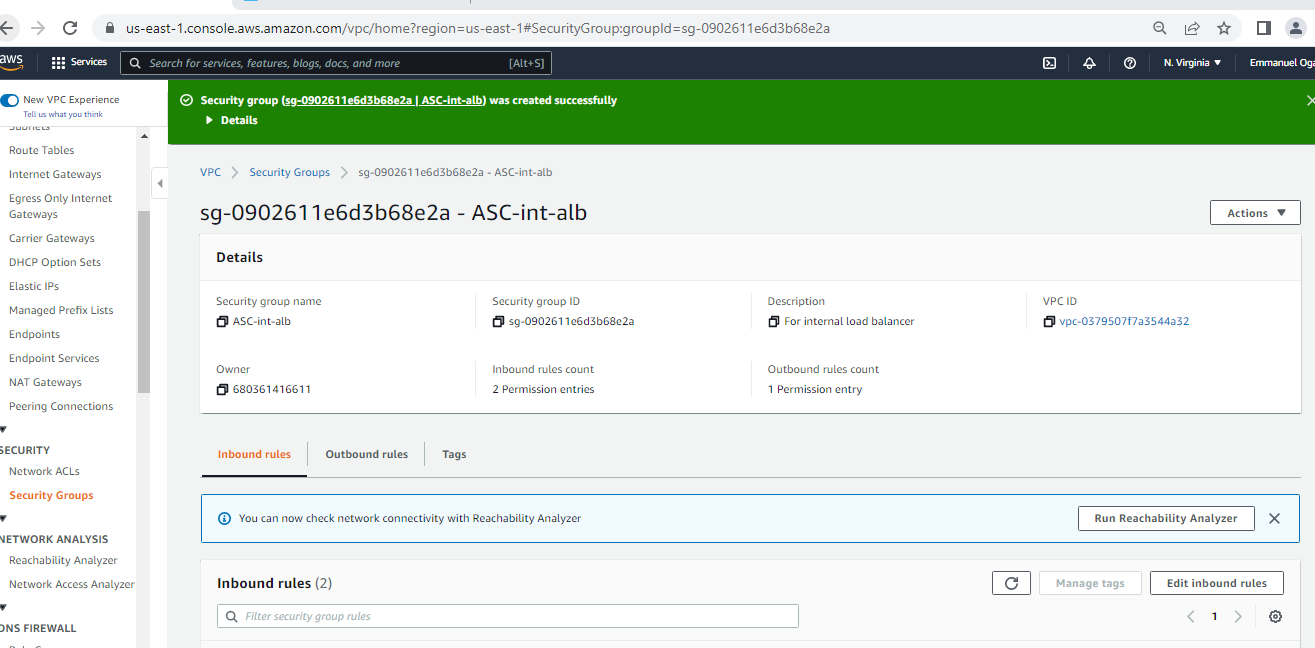 us-east-1.console.aws.amazon.com/vpc/home?region=us-east-1#SecurityGroup:groupId=sg-0902611e6d3b68e2a
aws
Services
Search for services, features, blogs, docs, and more
[Alt+S]
N. Virginia ▼
Emmanuel Oga
New VPC Experience
Tell us what you think
Subnets
Route Tables
Internet Gateways
Egress Only Internet
Gateways
Carrier Gateways
DHCP Option Sets
Elastic IPs
Managed Prefix Lists
Endpoints
Endpoint Services
NAT Gateways
Peering Connections
SECURITY
Network ACLs
Security Groups
NETWORK ANALYSIS
Reachability Analyzer
Network Access Analyzer
ONS FIREWALL
Security group (sg-0902611e6d3b68e2a | ASC-int-alb) was created successfully
Details
VPC > Security Groups > sg-0902611e6d3b68e2a - ASC-int-alb
sg-0902611e6d3b68e2a - ASC-int-alb
Actions ▼
Details
Security group name
ASC-int-alb
Security group ID
sg-0902611e6d3b68e2a
Description
For internal load balancer
VPC ID
vpc-0379507f7a3544a32
Owner
680361416611
Inbound rules count
2 Permission entries
Outbound rules count
1 Permission entry
Inbound rules
Outbound rules
Tags
You can now check network connectivity with Reachability Analyzer
Run Reachability Analyzer
Inbound rules (2)
Manage tags
Edit inbound rules
Filter security group rules
1